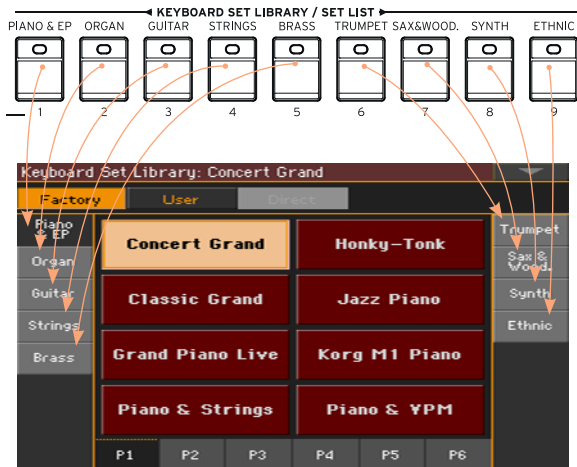 KEYBOARD SET LIBRARY / SET LIST
PIANO & EP ORGAN GUITAR STRINGS BRASS TRUMPET SAX&WOOD. SYNTH ETHNIC
1 2 3 4 5 6 7 8 9
Keyboard Set Library: Concert Grand
Factory User Direct
Piano & EP
Organ
Guitar
Strings
Brass
Concert Grand Honky-Tonk
Classic Grand Jazz Piano
Grand Piano Live Korg M1 Piano
Piano & Strings Piano & ¥PM
Trumpet
Sax & Wood.
Synth
Ethnic
P1 P2 P3 P4 P5 P6